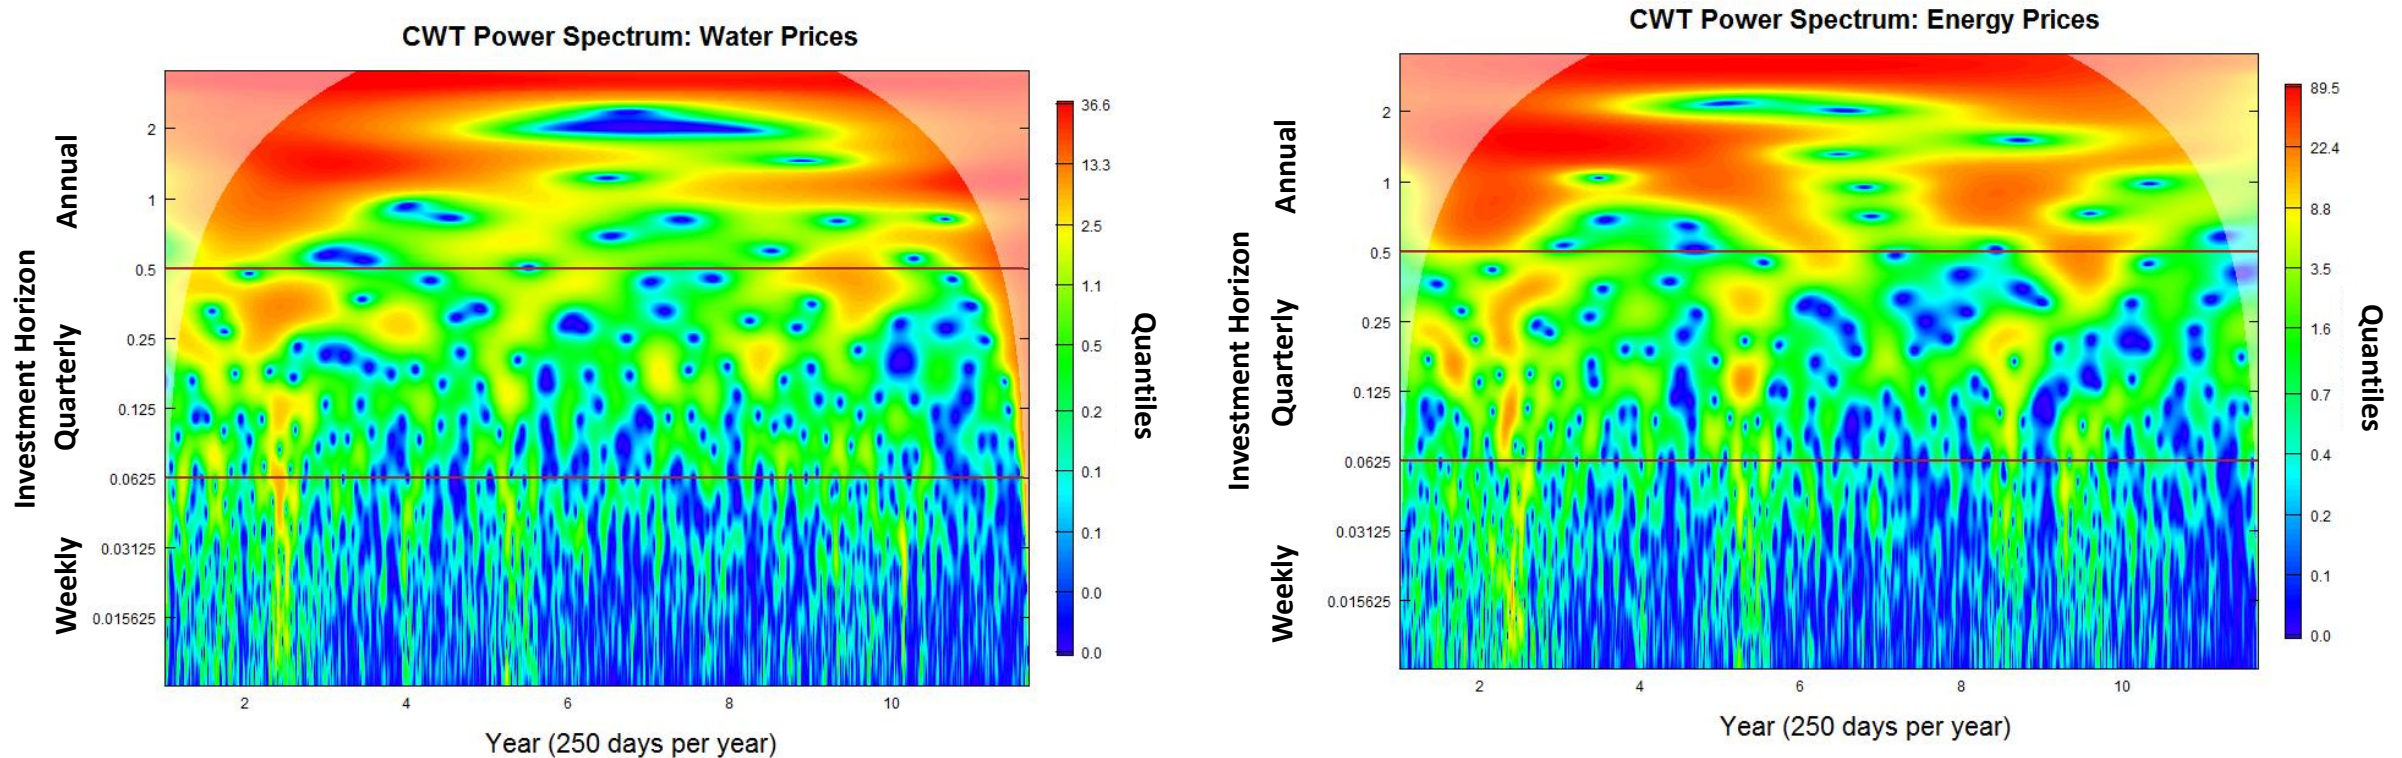 CWT Power Spectrum: Water Prices
Investment Horizon
Annual
Quarterly
Weekly
2
1
0.5
0.25
0.125
0.0625
0.03125
0.015625
2 4 6 8 10
Year (250 days per year)
36.6
13.3
2.5
1.1
0.5
0.2
0.1
0.1
0.0
0.0
Quantiles
CWT Power Spectrum: Energy Prices
Investment Horizon
Annual
Quarterly
Weekly
2
1
0.5
0.25
0.125
0.0625
0.03125
0.015625
2 4 6 8 10
Year (250 days per year)
89.5
22.4
8.8
3.5
1.6
0.7
0.4
0.2
0.1
0.0
Quantiles